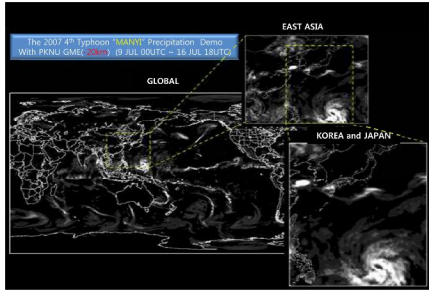 The 2007 4th Typhoon "MANYI" Precipitation Demo
With PKNU GME(~20km) (9 JUL 00UTC ~ 16 JUL 18UTC)
EAST ASIA
GLOBAL
KOREA and JAPAN